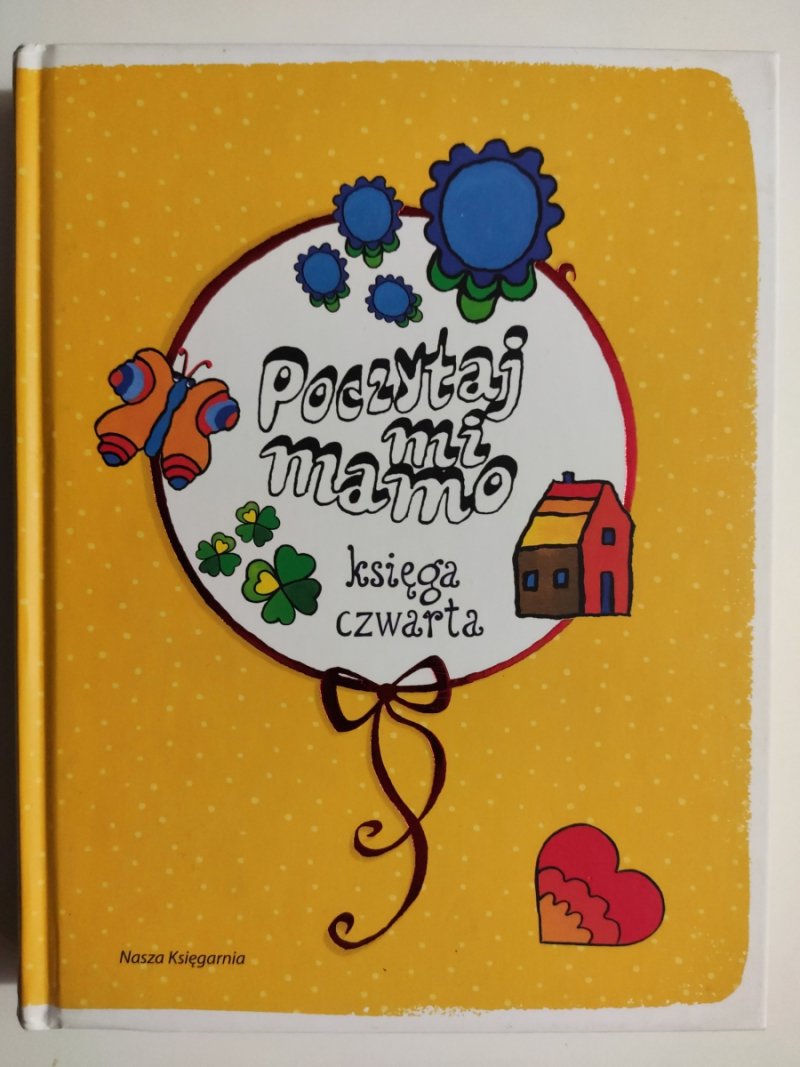 Poczytaj
mi
mamo
księga
czwarta
Nasza Księgarnia